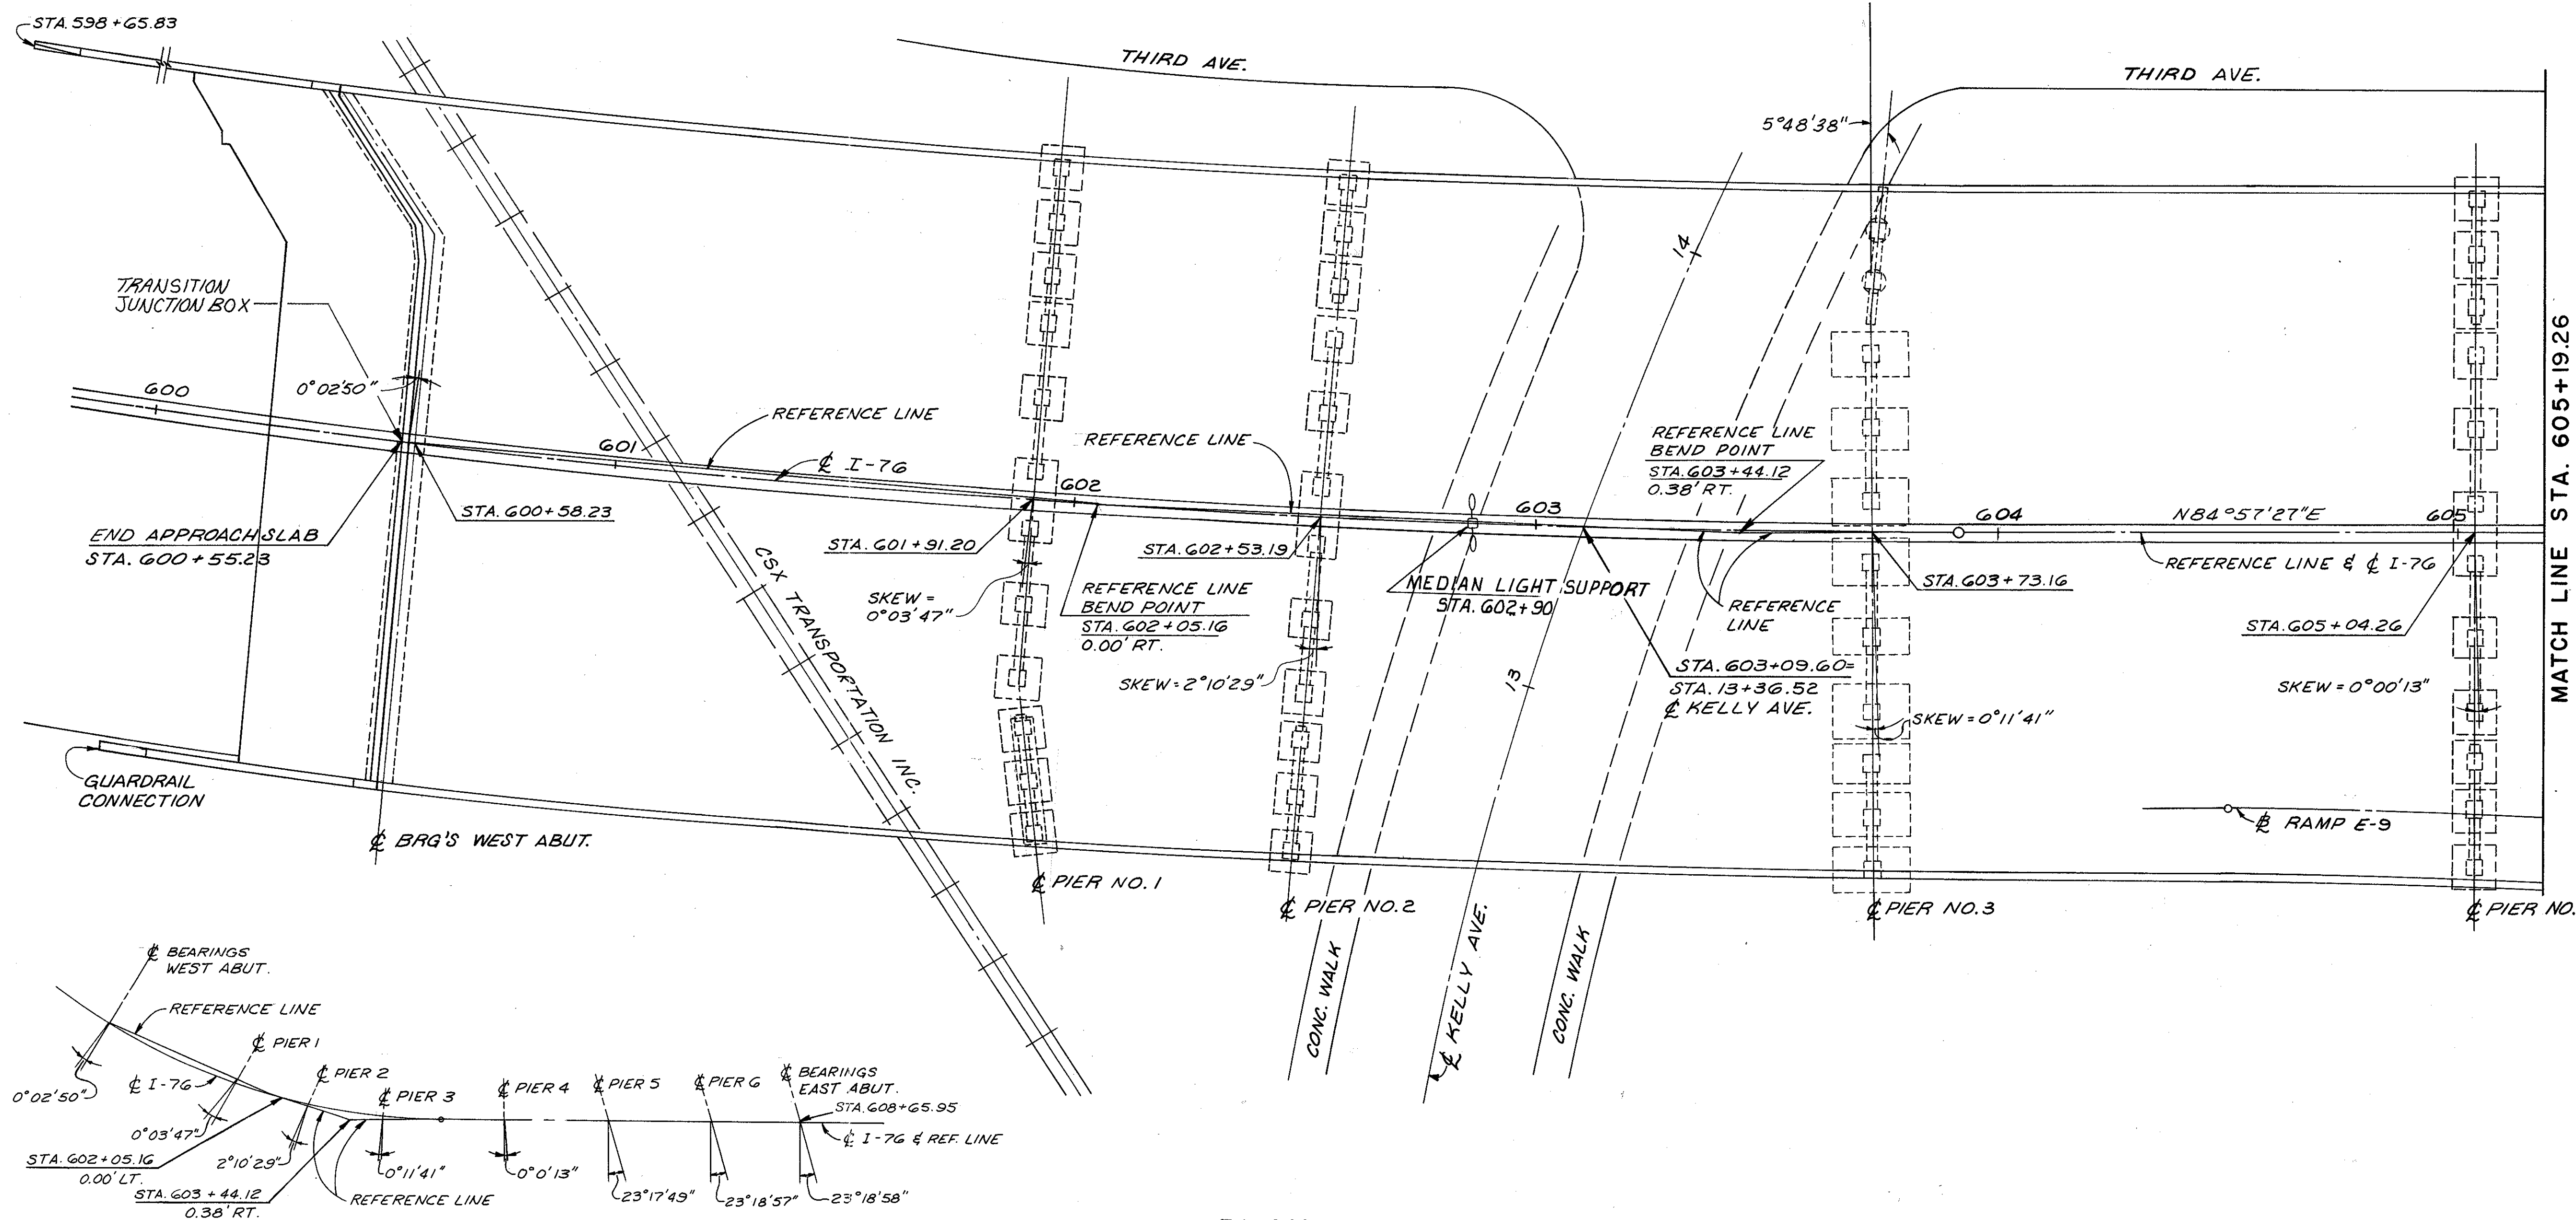 STA. 598+65.83
THIRD AVE.
THIRD AVE.
5°48'38"
14
TRANSITION
JUNCTION BOX
0°02'50"
600
601
REFERENCE LINE
REFERENCE LINE
℄ I-76
602
603
REFERENCE LINE
BEND POINT
STA. 603+44.12
0.38' RT.
604
N84°57'27"E
605
MATCH LINE STA. 605+19.26
END APPROACH SLAB
STA. 600+55.23
STA. 600+58.23
STA. 601+91.20
STA. 602+53.19
SKEW =
0°03'47"
REFERENCE LINE
BEND POINT
STA. 602+05.16
0.00' RT.
MEDIAN LIGHT SUPPORT
STA. 602+90
REFERENCE
LINE
STA. 603+73.16
REFERENCE LINE & ℄ I-76
STA. 605+04.26
SKEW = 2°10'29"
13
STA. 603+09.60=
STA. 13+36.52
℄ KELLY AVE.
SKEW = 0°11'41"
SKEW = 0°00'13"
CSX TRANSPORTATION INC.
GUARDRAIL
CONNECTION
℄ BRG'S WEST ABUT.
℄ PIER NO. 1
℄ PIER NO. 2
℄ PIER NO. 3
℄ PIER NO.
RAMP E-9
CONC. WALK
℄ KELLY AVE.
CONC. WALK
℄ BEARINGS
WEST ABUT.
REFERENCE LINE
℄ PIER 1
℄ I-76
℄ PIER 2
℄ PIER 3
℄ PIER 4
℄ PIER 5
℄ PIER 6
℄ BEARINGS
EAST ABUT.
STA. 608+65.95
℄ I-76 & REF. LINE
0°02'50"
0°03'47"
STA. 602+05.16
0.00' LT.
2°10'29"
STA. 603+44.12
0.38' RT.
REFERENCE LINE
0°11'41"
0°0'13"
23°17'49"
23°18'57"
23°18'58"